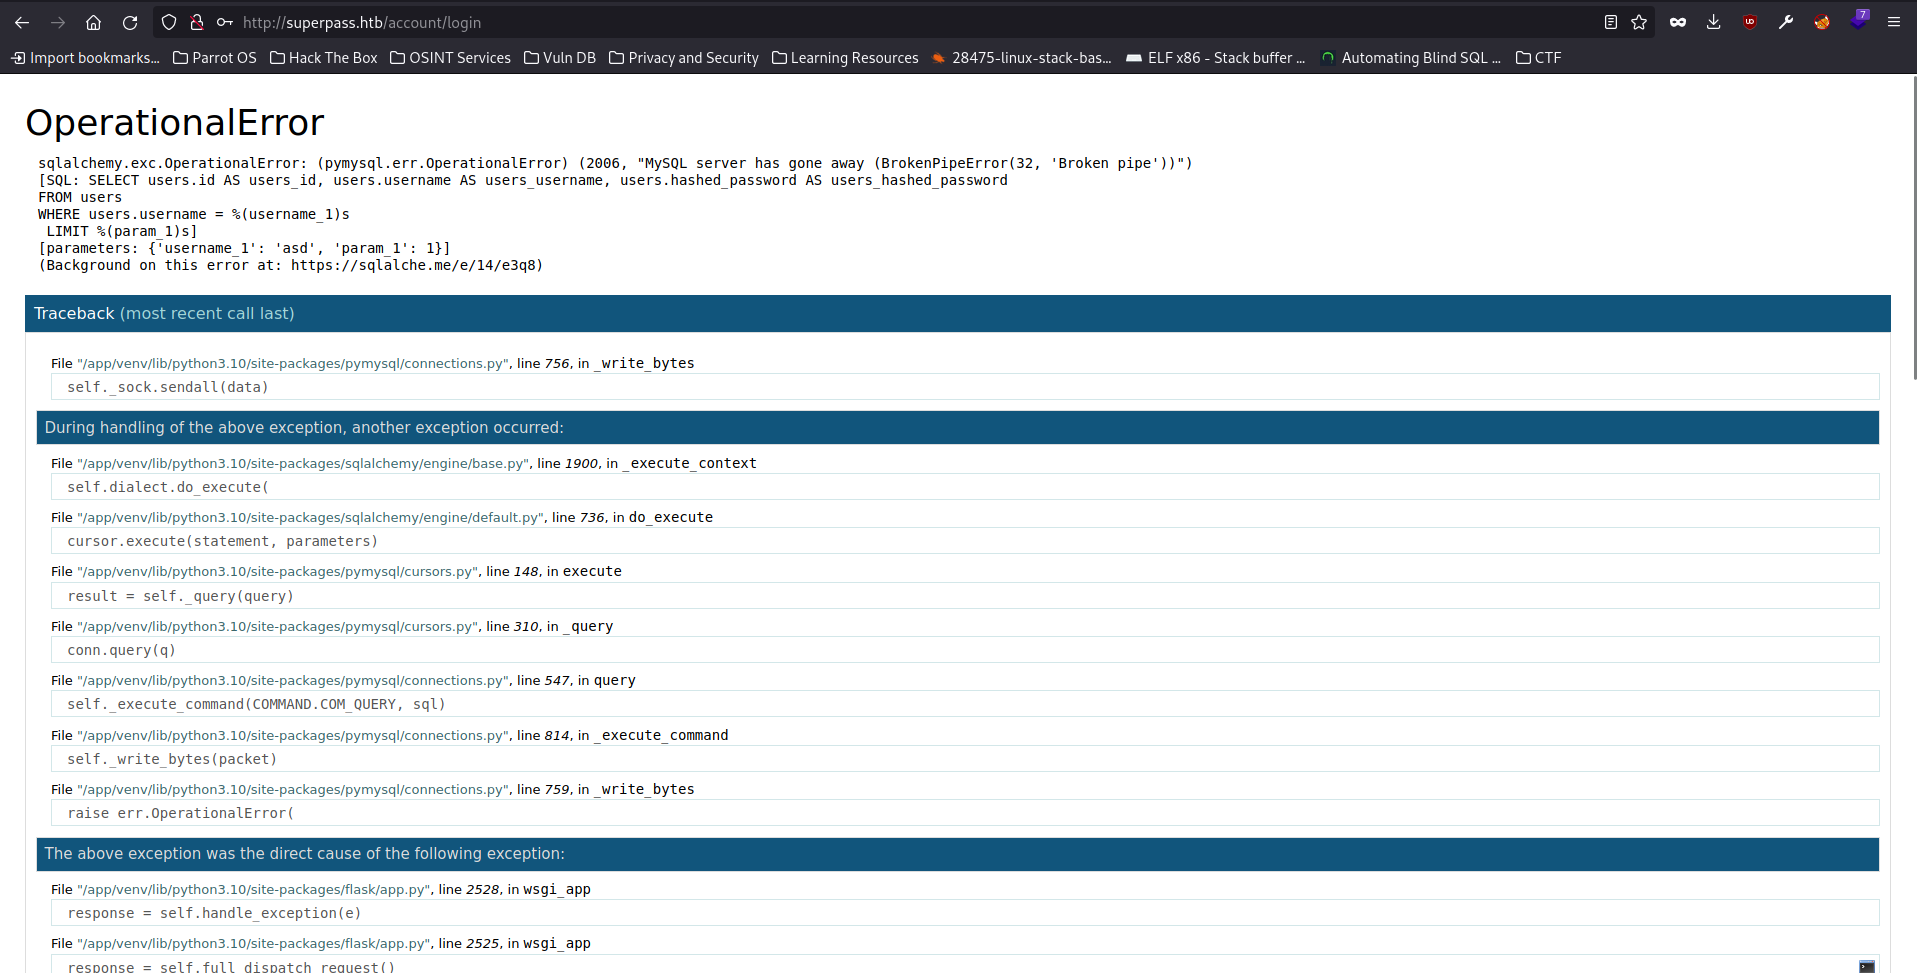 http://superpass.htb/account/login
7
Import bookmarks... Parrot OS Hack The Box OSINT Services Vuln DB Privacy and Security Learning Resources 28475-linux-stack-bas... ELF x86 - Stack buffer ... Automating Blind SQL ... CTF
OperationalError
sqlalchemy.exc.OperationalError: (pymysql.err.OperationalError) (2006, "MySQL server has gone away (BrokenPipeError(32, 'Broken pipe'))")
[SQL: SELECT users.id AS users_id, users.username AS users_username, users.hashed_password AS users_hashed_password
FROM users
WHERE users.username = %(username_1)s
LIMIT %(param_1)s]
[parameters: {'username_1': 'asd', 'param_1': 1}]
(Background on this error at: https://sqlalche.me/e/14/e3q8)
Traceback (most recent call last)
File "/app/venv/lib/python3.10/site-packages/pymysql/connections.py", line 756, in _write_bytes
self._sock.sendall(data)
During handling of the above exception, another exception occurred:
File "/app/venv/lib/python3.10/site-packages/sqlalchemy/engine/base.py", line 1900, in _execute_context
self.dialect.do_execute(
File "/app/venv/lib/python3.10/site-packages/sqlalchemy/engine/default.py", line 736, in do_execute
cursor.execute(statement, parameters)
File "/app/venv/lib/python3.10/site-packages/pymysql/cursors.py", line 148, in execute
result = self._query(query)
File "/app/venv/lib/python3.10/site-packages/pymysql/cursors.py", line 310, in _query
conn.query(q)
File "/app/venv/lib/python3.10/site-packages/pymysql/connections.py", line 547, in query
self._execute_command(COMMAND.COM_QUERY, sql)
File "/app/venv/lib/python3.10/site-packages/pymysql/connections.py", line 814, in _execute_command
self._write_bytes(packet)
File "/app/venv/lib/python3.10/site-packages/pymysql/connections.py", line 759, in _write_bytes
raise err.OperationalError(
The above exception was the direct cause of the following exception:
File "/app/venv/lib/python3.10/site-packages/flask/app.py", line 2528, in wsgi_app
response = self.handle_exception(e)
File "/app/venv/lib/python3.10/site-packages/flask/app.py", line 2525, in wsgi_app
response = self.full_dispatch_request()